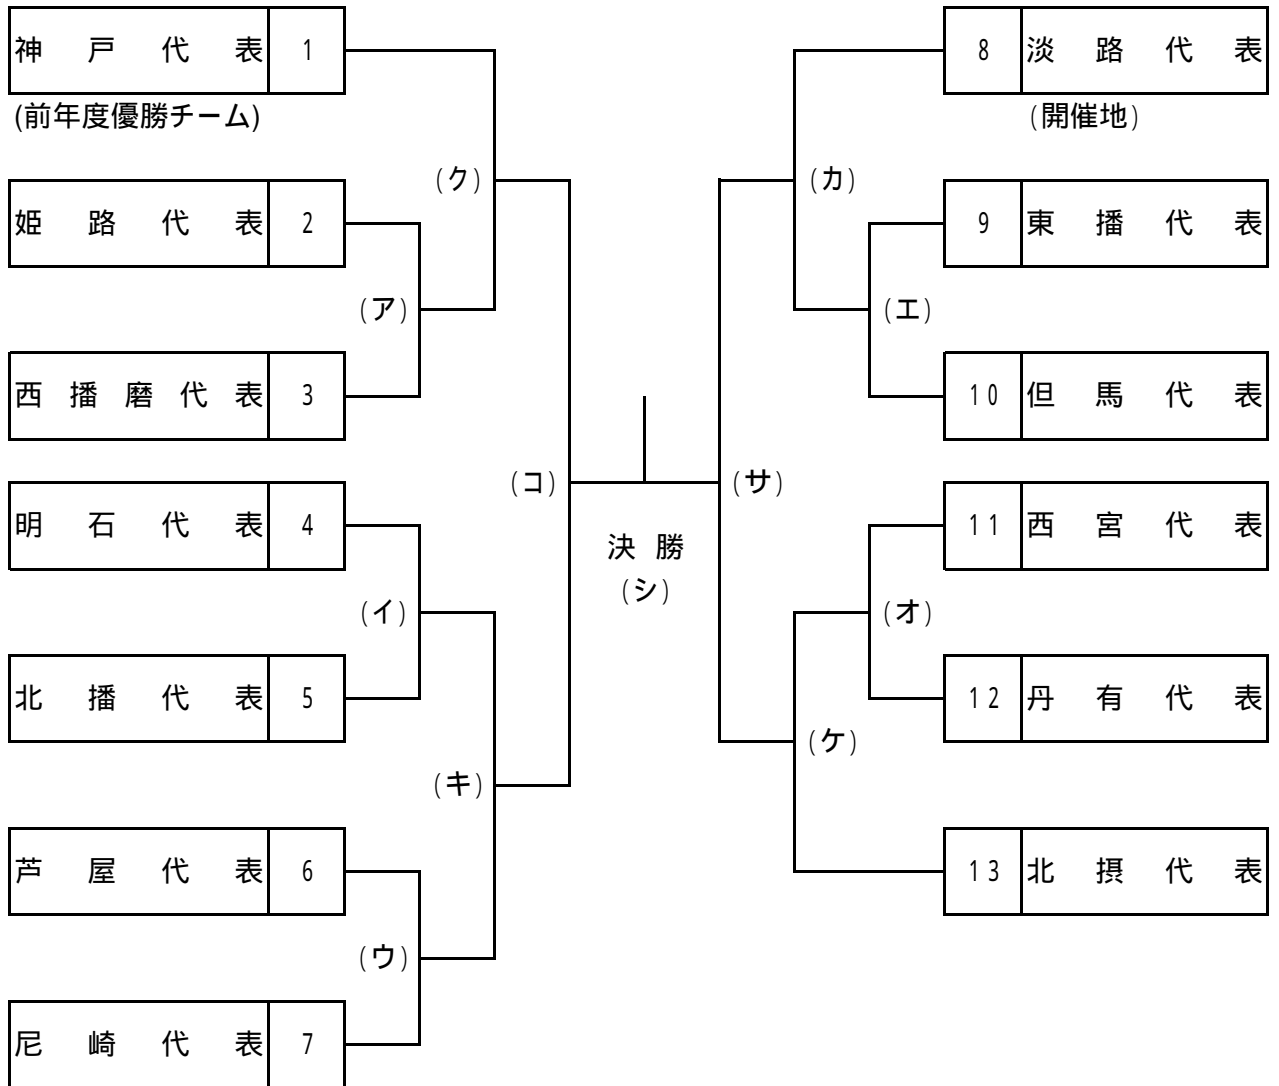 神戸代表 1
(前年度優勝チーム)
姫路代表 2
西播磨代表 3
明石代表 4
北播代表 5
芦屋代表 6
尼崎代表 7
(ク)
(ア)
(イ)
(キ)
(ウ)
(コ)
決勝
(シ)
(サ)
(カ)
(エ)
(オ)
(ケ)
8 淡路代表
(開催地)
9 東播代表
10 但馬代表
11 西宮代表
12 丹有代表
13 北摂代表